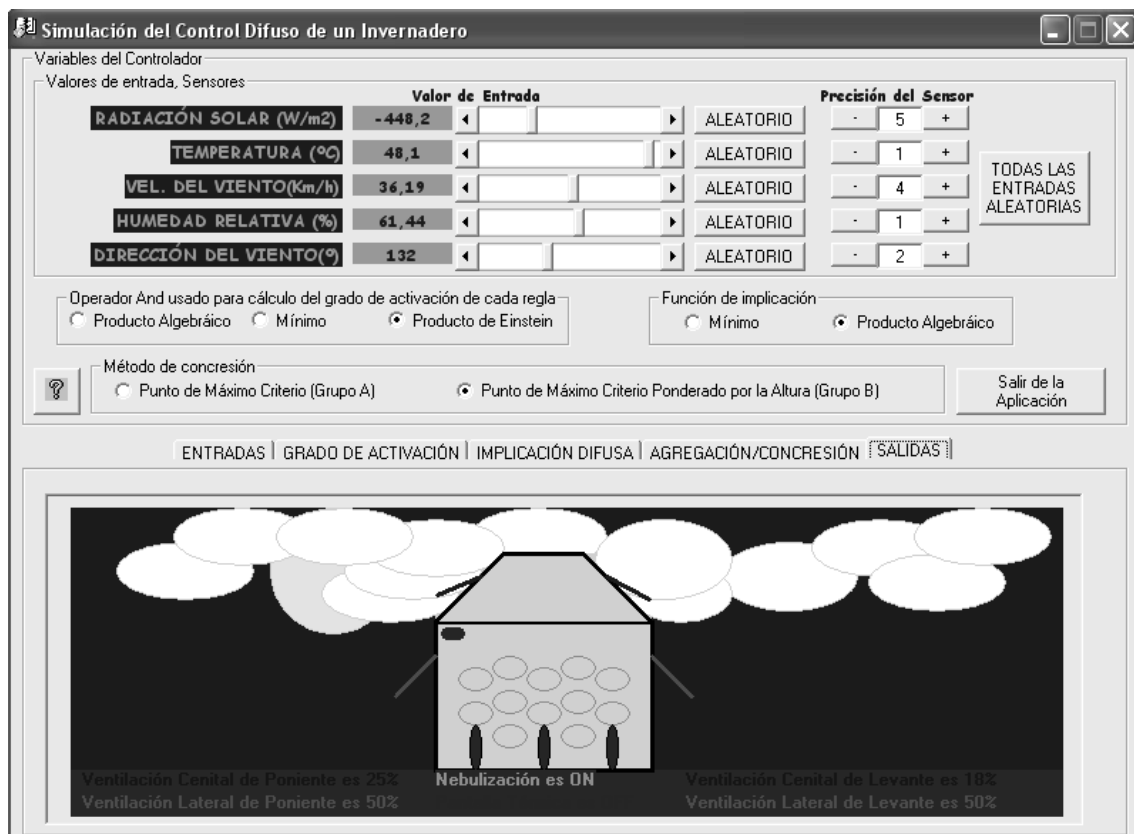 Simulación del Control Difuso de un Invernadero
Variables del Controlador
Valores de entrada, Sensores
Valor de Entrada
Precisión del Sensor
RADIACIÓN SOLAR (W/m2) -448,2 ALEATORIO - 5 +
TEMPERATURA (ºC) 48,1 ALEATORIO - 1 +
VEL. DEL VIENTO(Km/h) 36,19 ALEATORIO - 4 +
HUMEDAD RELATIVA (%) 61,44 ALEATORIO - 1 +
DIRECCIÓN DEL VIENTO(º) 132 ALEATORIO - 2 +
TODAS LAS
ENTRADAS
ALEATORIAS
Operador And usado para cálculo del grado de activación de cada regla
Producto Algebráico Mínimo Producto de Einstein
Función de implicación
Mínimo Producto Algebráico
?
Método de concresión
Punto de Máximo Criterio (Grupo A) Punto de Máximo Criterio Ponderado por la Altura (Grupo B)
Salir de la
Aplicación
ENTRADAS GRADO DE ACTIVACIÓN IMPLICACIÓN DIFUSA AGREGACIÓN/CONCRESIÓN SALIDAS
Ventilación Cenital de Poniente es 25% Nebulización es ON Ventilación Cenital de Levante es 18%
Ventilación Lateral de Poniente es 50% Ventilación Lateral de Levante es 50%